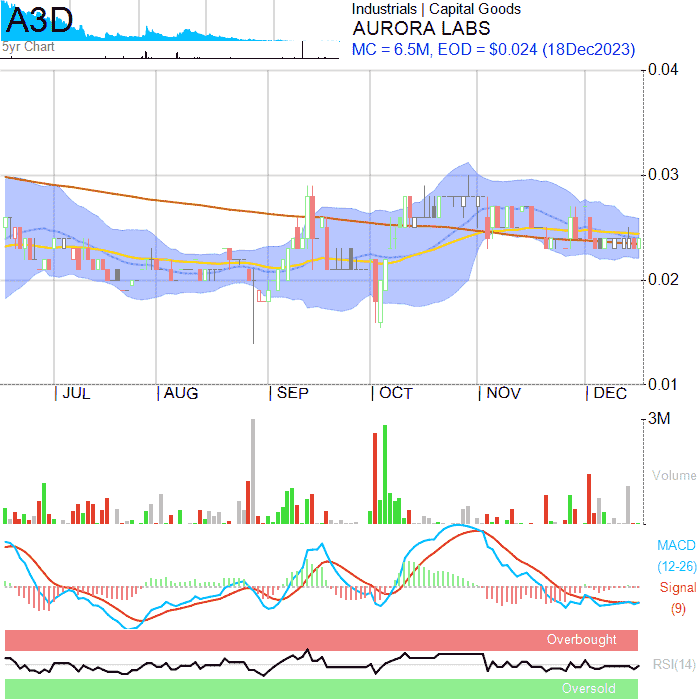 A3D
5yr Chart
Industrials | Capital Goods
AURORA LABS
MC = 6.5M, EOD = $0.024 (18Dec2023)
0.04
0.03
0.02
0.01
| JUL | AUG | SEP | OCT | NOV | DEC
3M
Volume
MACD
(12-26)
Signal
(9)
Overbought
RSI(14)
Oversold